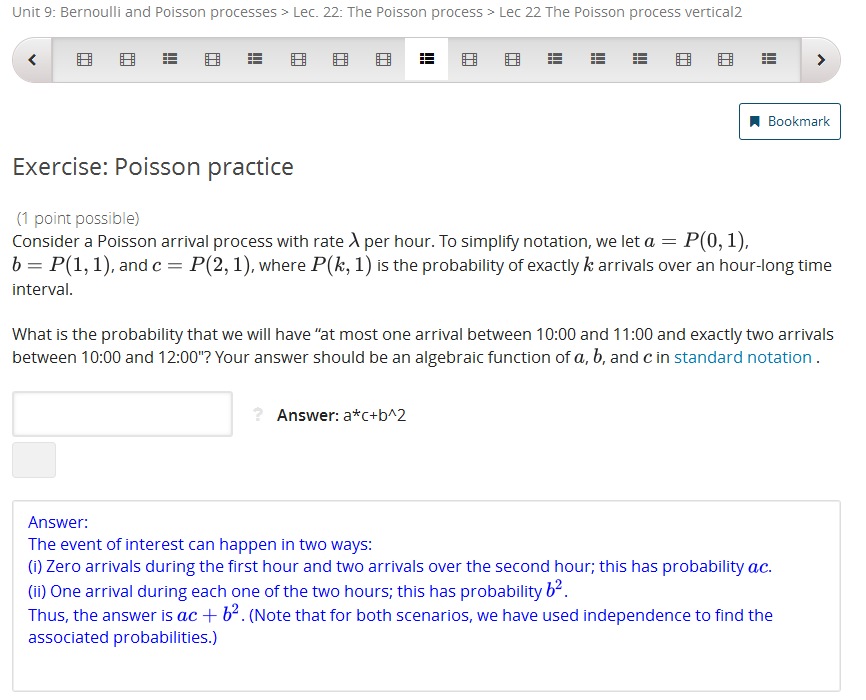 Unit 9: Bernoulli and Poisson processes > Lec. 22: The Poisson process > Lec 22 The Poisson process vertical2
Bookmark
Exercise: Poisson practice
(1 point possible)
Consider a Poisson arrival process with rate λ per hour. To simplify notation, we let a = P(0, 1),
b = P(1, 1), and c = P(2, 1), where P(k, 1) is the probability of exactly k arrivals over an hour-long time
interval.
What is the probability that we will have “at most one arrival between 10:00 and 11:00 and exactly two arrivals
between 10:00 and 12:00"? Your answer should be an algebraic function of a, b, and c in standard notation .
? Answer: a*c+b^2
Answer:
The event of interest can happen in two ways:
(i) Zero arrivals during the first hour and two arrivals over the second hour; this has probability ac.
(ii) One arrival during each one of the two hours; this has probability b².
Thus, the answer is ac + b². (Note that for both scenarios, we have used independence to find the
associated probabilities.)